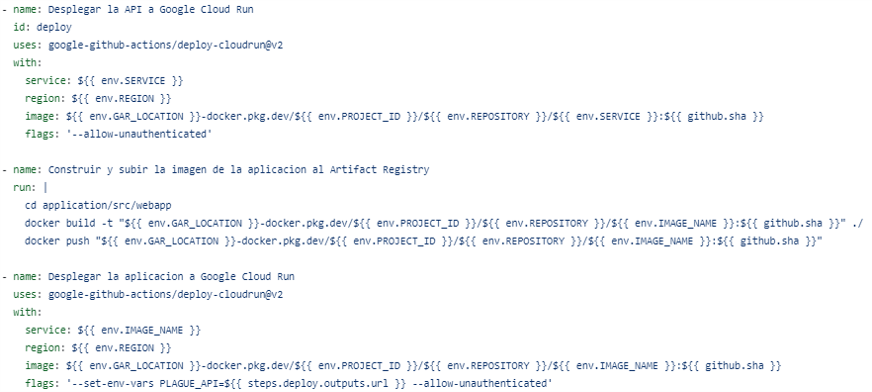 - name: Desplegar la API a Google Cloud Run
  id: deploy
  uses: google-github-actions/deploy-cloudrun@v2
  with:
    service: ${{ env.SERVICE }}
    region: ${{ env.REGION }}
    image: ${{ env.GAR_LOCATION }}-docker.pkg.dev/${{ env.PROJECT_ID }}/${{ env.REPOSITORY }}/${{ env.SERVICE }}:${{ github.sha }}
    flags: '--allow-unauthenticated'

- name: Construir y subir la imagen de la aplicacion al Artifact Registry
  run: |
    cd application/src/webapp
    docker build -t "${{ env.GAR_LOCATION }}-docker.pkg.dev/${{ env.PROJECT_ID }}/${{ env.REPOSITORY }}/${{ env.IMAGE_NAME }}:${{ github.sha }}" ./
    docker push "${{ env.GAR_LOCATION }}-docker.pkg.dev/${{ env.PROJECT_ID }}/${{ env.REPOSITORY }}/${{ env.IMAGE_NAME }}:${{ github.sha }}"

- name: Desplegar la aplicacion a Google Cloud Run
  uses: google-github-actions/deploy-cloudrun@v2
  with:
    service: ${{ env.IMAGE_NAME }}
    region: ${{ env.REGION }}
    image: ${{ env.GAR_LOCATION }}-docker.pkg.dev/${{ env.PROJECT_ID }}/${{ env.REPOSITORY }}/${{ env.IMAGE_NAME }}:${{ github.sha }}
    flags: '--set-env-vars PLAGUE_API=${{ steps.deploy.outputs.url }} --allow-unauthenticated'